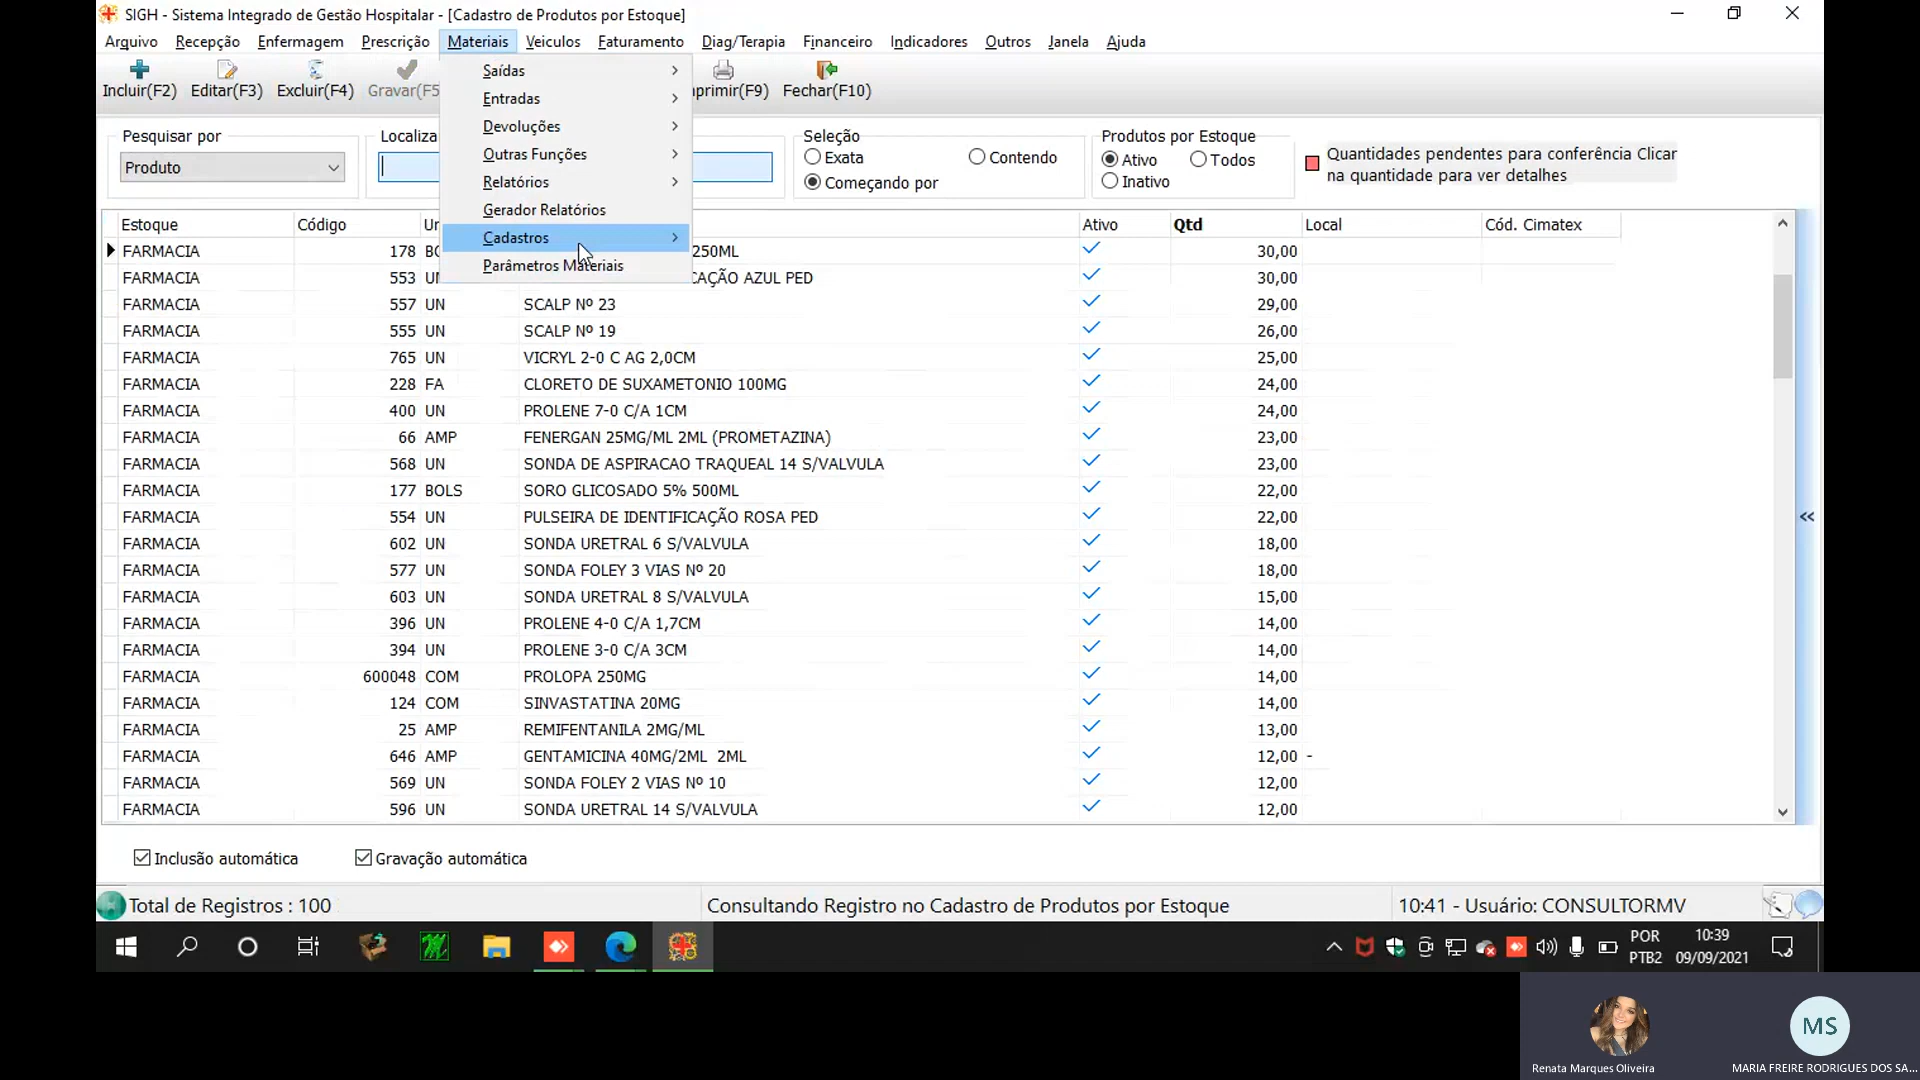 SIGH - Sistema Integrado de Gestão Hospitalar - [Cadastro de Produtos por Estoque]
Arquivo Recepção Enfermagem Prescrição Materiais Veiculos Faturamento Diag/Terapia Financeiro Indicadores Outros Janela Ajuda
Incluir(F2) Editar(F3) Excluir(F4) Gravar(F5 prirmir(F9) Fechar(F10)
Saídas
Entradas
Devoluções
Outras Funções
Relatórios
Gerador Relatórios
Cadastros
Parâmetros Materiais
Pesquisar por
Produto
Localiza
Seleção
Exata Contendo
Começando por
Produtos por Estoque
Ativo Todos
Inativo
Quantidades pendentes para conferência Clicar
na quantidade para ver detalhes
Estoque Código Un Ativo Qtd Local Cód. Cimatex
FARMACIA 178 BO 250ML 30,00
FARMACIA 553 UN CAÇÃO AZUL PED 30,00
FARMACIA 557 UN SCALP Nº 23 29,00
FARMACIA 555 UN SCALP Nº 19 26,00
FARMACIA 765 UN VICRYL 2-0 C AG 2,0CM 25,00
FARMACIA 228 FA CLORETO DE SUXAMETONIO 100MG 24,00
FARMACIA 400 UN PROLENE 7-0 C/A 1CM 24,00
FARMACIA 66 AMP FENERGAN 25MG/ML 2ML (PROMETAZINA) 23,00
FARMACIA 568 UN SONDA DE ASPIRACAO TRAQUEAL 14 S/VALVULA 23,00
FARMACIA 177 BOLS SORO GLICOSADO 5% 500ML 22,00
FARMACIA 554 UN PULSEIRA DE IDENTIFICAÇÃO ROSA PED 22,00
FARMACIA 602 UN SONDA URETRAL 6 S/VALVULA 18,00
FARMACIA 577 UN SONDA FOLEY 3 VIAS Nº 20 18,00
FARMACIA 603 UN SONDA URETRAL 8 S/VALVULA 15,00
FARMACIA 396 UN PROLENE 4-0 C/A 1,7CM 14,00
FARMACIA 394 UN PROLENE 3-0 C/A 3CM 14,00
FARMACIA 600048 COM PROLOPA 250MG 14,00
FARMACIA 124 COM SINVASTATINA 20MG 14,00
FARMACIA 25 AMP REMIFENTANILA 2MG/ML 13,00
FARMACIA 646 AMP GENTAMICINA 40MG/2ML 2ML 12,00 -
FARMACIA 569 UN SONDA FOLEY 2 VIAS Nº 10 12,00
FARMACIA 596 UN SONDA URETRAL 14 S/VALVULA 12,00
Inclusão automática Gravação automática
Total de Registros : 100 Consultando Registro no Cadastro de Produtos por Estoque 10:41 - Usuário: CONSULTORMV
POR
PTB2
10:39
09/09/2021
MS
Renata Marques Oliveira MARIA FREIRE RODRIGUES DOS SA...